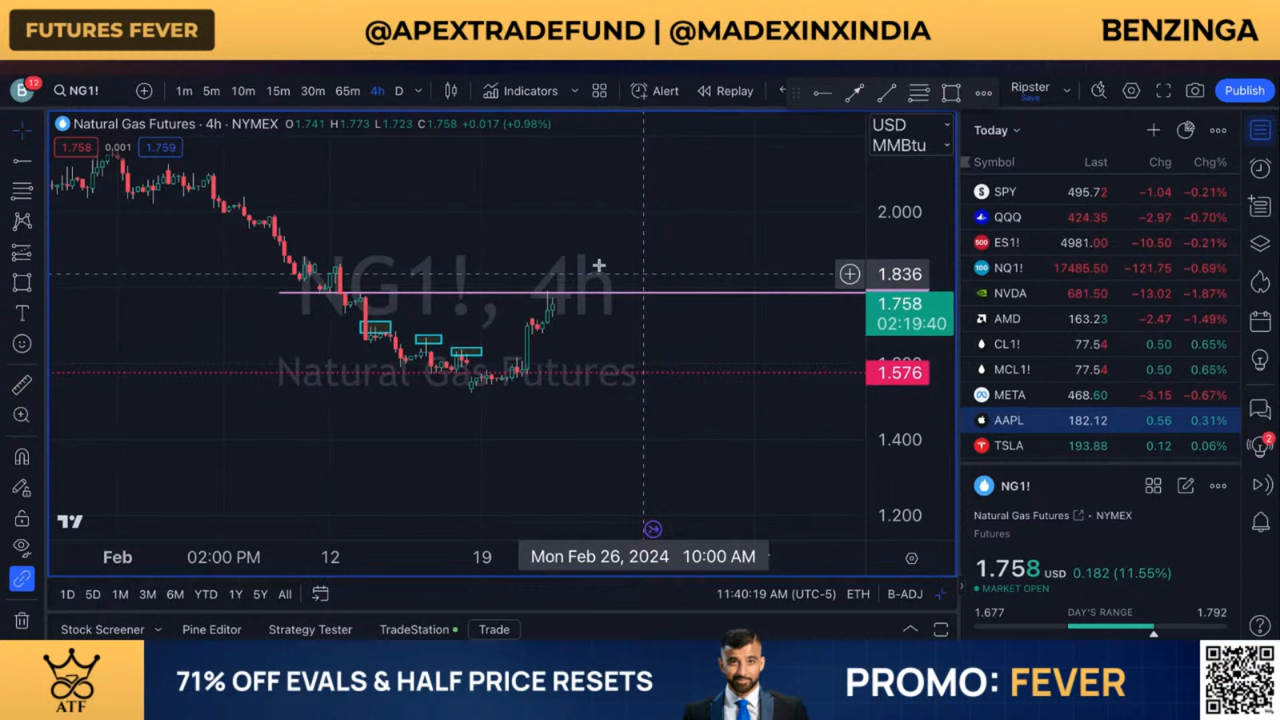 FUTURES FEVER
@APEXTRADEFUND | @MADEXINXINDIA
BENZINGA
B 12
NG1!
1m 5m 10m 15m 30m 65m 4h D
Indicators
Alert
Replay
Ripster
Save
Publish
Natural Gas Futures · 4h · NYMEX O1.741 H1.773 L1.723 C1.758 +0.017 (+0.98%)
1.758 0.001 1.759
USD
MMBtu
2.000
1.836
1.758
02:19:40
1.576
1.400
1.200
NG1!, 4h
Natural Gas Futures
Feb 02:00 PM 12 19 Mon Feb 26, 2024 10:00 AM
1D 5D 1M 3M 6M YTD 1Y 5Y All
11:40:19 AM (UTC-5) ETH B-ADJ
Stock Screener Pine Editor Strategy Tester TradeStation Trade
Today
Symbol Last Chg Chg%
SPY 495.72 −1.04 −0.21%
QQQ 424.35 −2.97 −0.70%
500 ES1! 4981.00 −10.50 −0.21%
100 NQ1! 17485.50 −121.75 −0.69%
NVDA 681.50 −13.02 −1.87%
AMD 163.23 −2.47 −1.49%
CL1! 77.54 0.50 0.65%
MCL1! 77.54 0.50 0.65%
META 468.60 −3.15 −0.67%
AAPL 182.12 0.56 0.31%
TSLA 193.88 0.12 0.06%
2
NG1!
Natural Gas Futures · NYMEX
Futures
1.758 USD 0.182 (11.55%)
MARKET OPEN
1.677 DAY'S RANGE 1.792
ATF
71% OFF EVALS & HALF PRICE RESETS
PROMO: FEVER